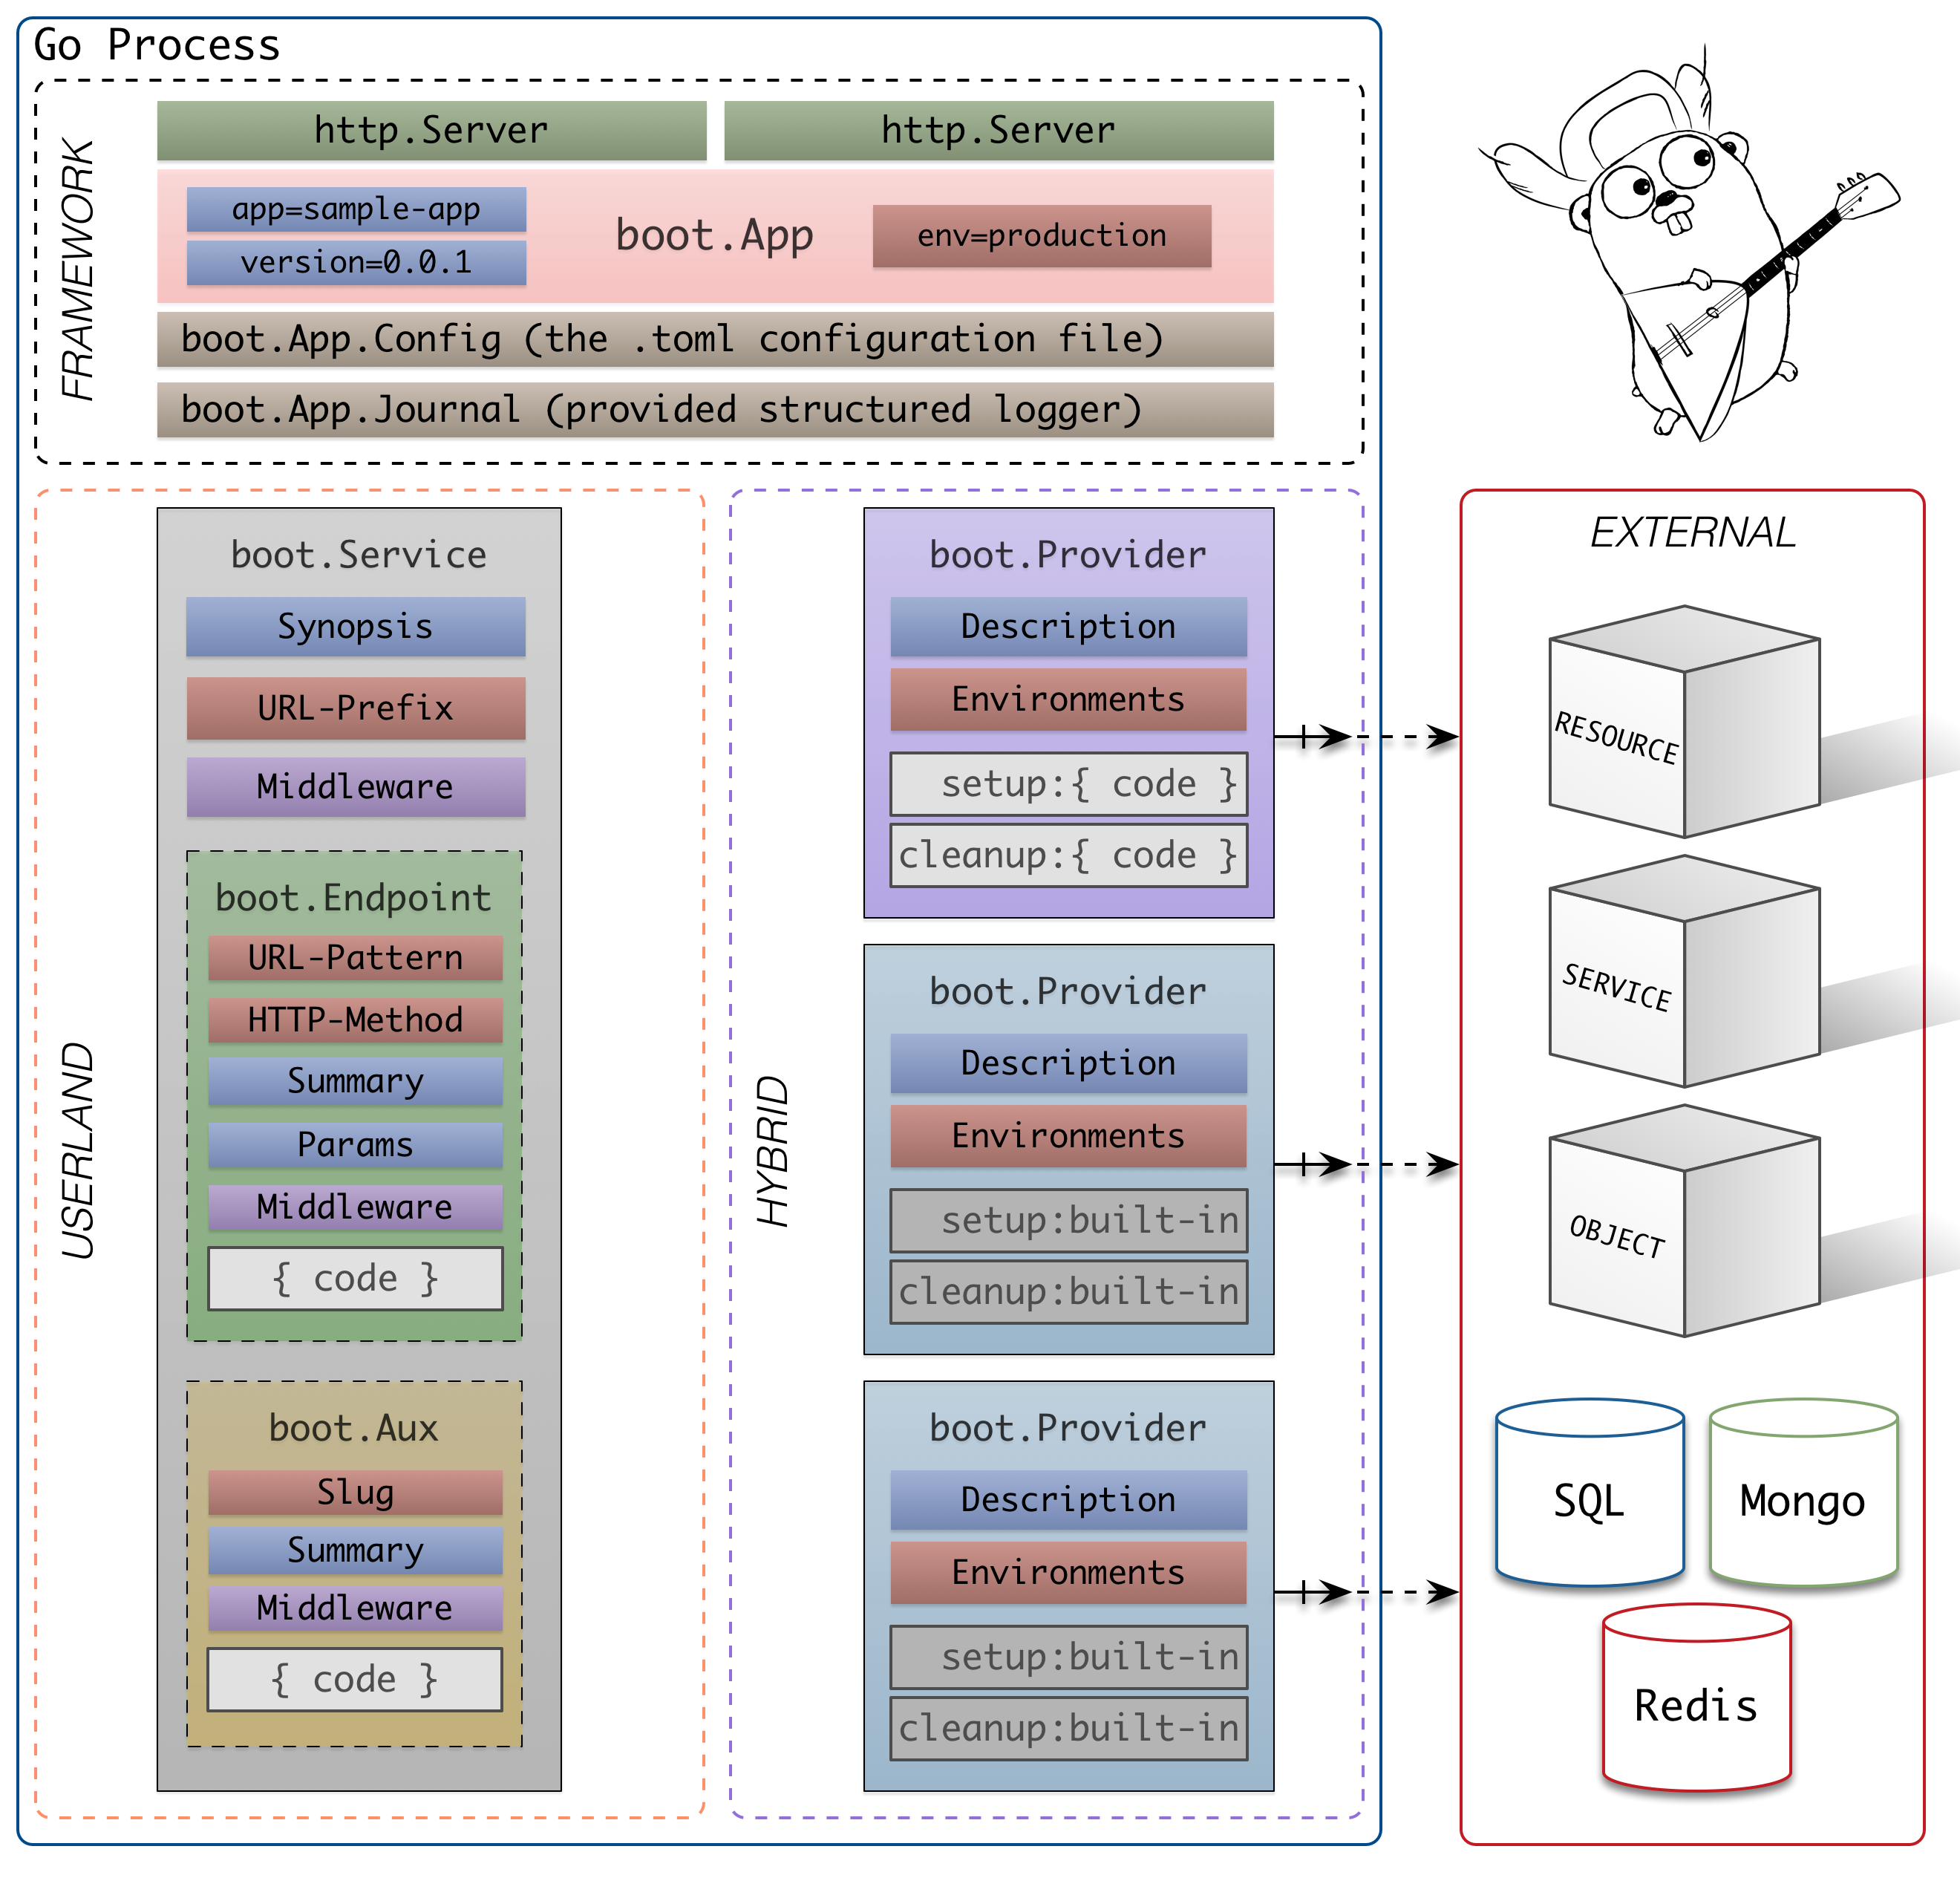 Go Process
FRAMEWORK
http.Server
http.Server
app=sample-app
version=0.0.1
boot.App
env=production
boot.App.Config (the .toml configuration file)
boot.App.Journal (provided structured logger)
USERLAND
boot.Service
Synopsis
URL-Prefix
Middleware
boot.Endpoint
URL-Pattern
HTTP-Method
Summary
Params
Middleware
{ code }
boot.Aux
Slug
Summary
Middleware
{ code }
HYBRID
boot.Provider
Description
Environments
setup:{ code }
cleanup:{ code }
boot.Provider
Description
Environments
setup:built-in
cleanup:built-in
boot.Provider
Description
Environments
setup:built-in
cleanup:built-in
EXTERNAL
RESOURCE
SERVICE
OBJECT
SQL
Mongo
Redis